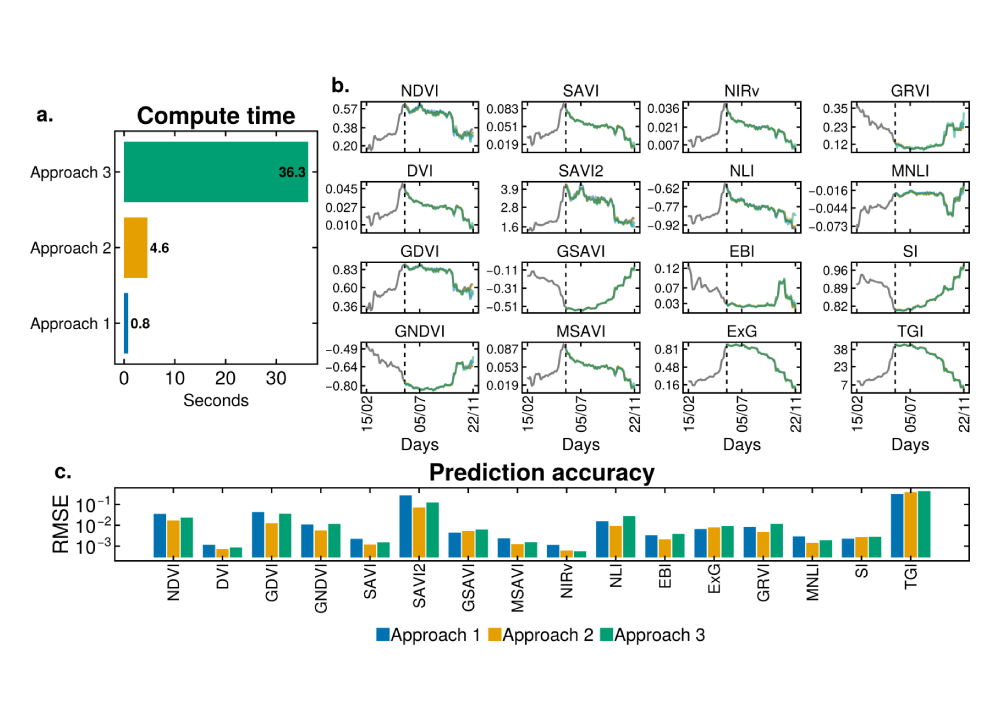 a.
Compute time
Approach 3
36.3
Approach 2
4.6
Approach 1
0.8
0 10 20 30
Seconds
b.
NDVI SAVI NIRv GRVI
0.57 0.083 0.036 0.35
0.38 0.051 0.021 0.23
0.20 0.019 0.007 0.12
DVI SAVI2 NLI MNLI
0.045 3.9 −0.62 −0.016
0.027 2.8 −0.77 −0.044
0.010 1.6 −0.92 −0.073
GDVI GSAVI EBI SI
0.83 −0.11 0.12 0.96
0.60 −0.31 0.07 0.89
0.36 −0.51 0.03 0.82
GNDVI MSAVI ExG TGI
−0.49 0.087 0.81 38
−0.64 0.053 0.48 23
−0.80 0.019 0.16 7
15/02 05/07 22/11 15/02 05/07 22/11 15/02 05/07 22/11 15/02 05/07 22/11
Days Days Days Days
c.
Prediction accuracy
RMSE
10⁻¹
10⁻²
10⁻³
NDVI DVI GDVI GNDVI SAVI SAVI2 GSAVI MSAVI NIRv NLI EBI ExG GRVI MNLI SI TGI
Approach 1 Approach 2 Approach 3